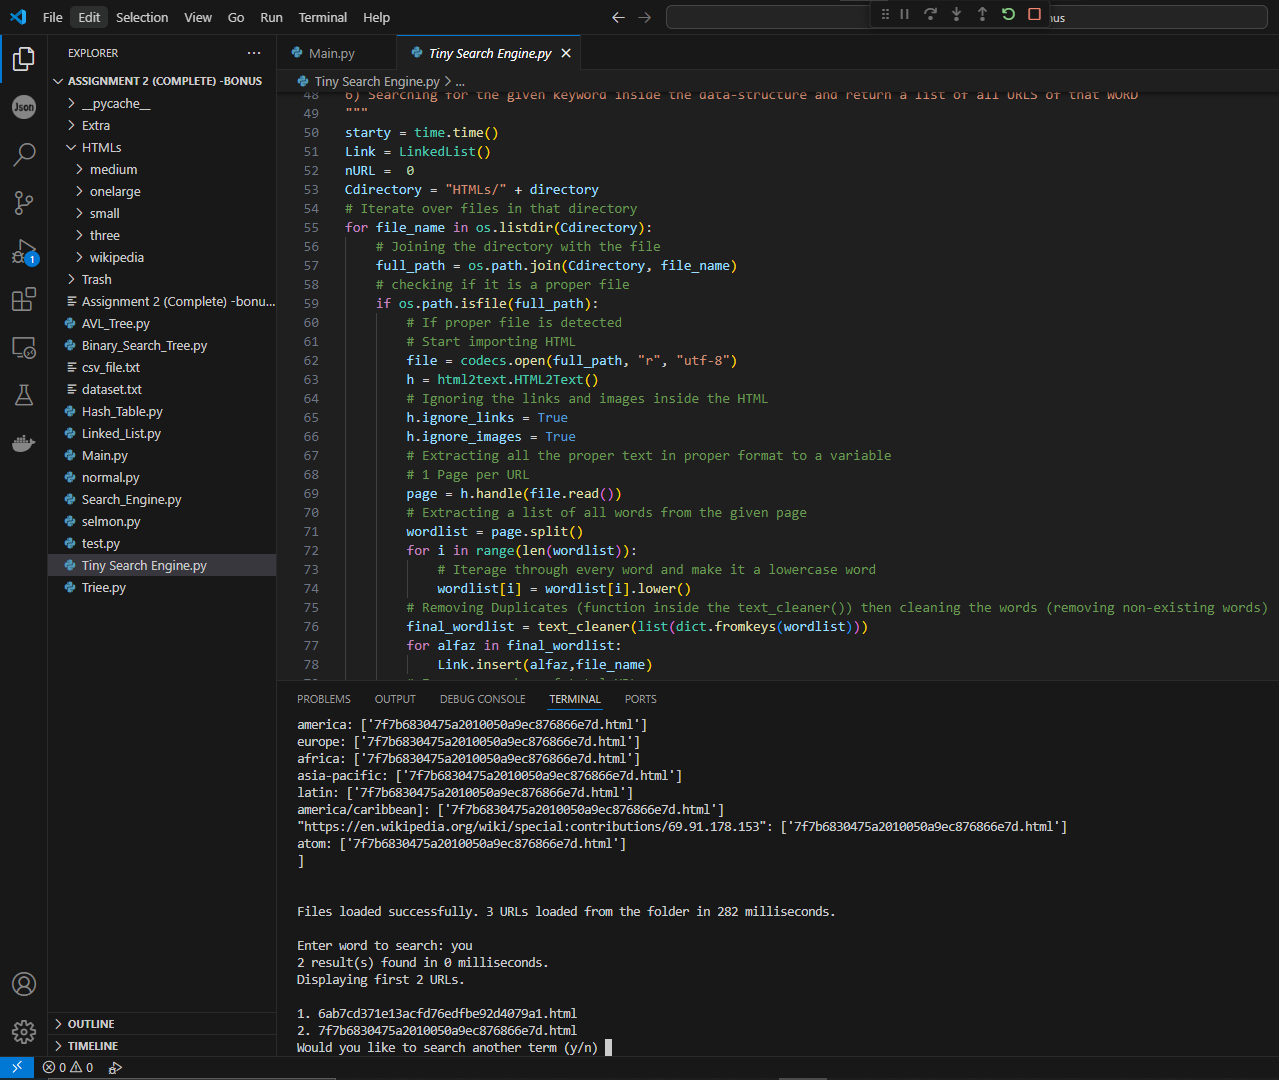 File Edit Selection View Go Run Terminal Help
nus
EXPLORER
ASSIGNMENT 2 (COMPLETE) -BONUS
__pycache__
Extra
HTMLs
medium
onelarge
small
three
wikipedia
Trash
Assignment 2 (Complete) -bonu...
AVL_Tree.py
Binary_Search_Tree.py
csv_file.txt
dataset.txt
Hash_Table.py
Linked_List.py
Main.py
normal.py
Search_Engine.py
selmon.py
test.py
Tiny Search Engine.py
Triee.py
OUTLINE
TIMELINE
Json
1
Main.py
Tiny Search Engine.py
Tiny Search Engine.py > ...
48 6) Searching for the given keyword inside the data-structure and return a list of all URLS of that WORD
49 """
50 starty = time.time()
51 Link = LinkedList()
52 nURL =  0
53 Cdirectory = "HTMLs/" + directory
54 # Iterate over files in that directory
55 for file_name in os.listdir(Cdirectory):
56 # Joining the directory with the file
57 full_path = os.path.join(Cdirectory, file_name)
58 # checking if it is a proper file
59 if os.path.isfile(full_path):
60 # If proper file is detected
61 # Start importing HTML
62 file = codecs.open(full_path, "r", "utf-8")
63 h = html2text.HTML2Text()
64 # Ignoring the links and images inside the HTML
65 h.ignore_links = True
66 h.ignore_images = True
67 # Extracting all the proper text in proper format to a variable
68 # 1 Page per URL
69 page = h.handle(file.read())
70 # Extracting a list of all words from the given page
71 wordlist = page.split()
72 for i in range(len(wordlist)):
73 # Iterage through every word and make it a lowercase word
74 wordlist[i] = wordlist[i].lower()
75 # Removing Duplicates (function inside the text_cleaner()) then cleaning the words (removing non-existing words)
76 final_wordlist = text_cleaner(list(dict.fromkeys(wordlist)))
77 for alfaz in final_wordlist:
78 Link.insert(alfaz,file_name)
PROBLEMS OUTPUT DEBUG CONSOLE TERMINAL PORTS
america: ['7f7b6830475a2010050a9ec876866e7d.html']
europe: ['7f7b6830475a2010050a9ec876866e7d.html']
africa: ['7f7b6830475a2010050a9ec876866e7d.html']
asia-pacific: ['7f7b6830475a2010050a9ec876866e7d.html']
latin: ['7f7b6830475a2010050a9ec876866e7d.html']
america/caribbean]: ['7f7b6830475a2010050a9ec876866e7d.html']
"https://en.wikipedia.org/wiki/special:contributions/69.91.178.153": ['7f7b6830475a2010050a9ec876866e7d.html']
atom: ['7f7b6830475a2010050a9ec876866e7d.html']
]
Files loaded successfully. 3 URLs loaded from the folder in 282 milliseconds.
Enter word to search: you
2 result(s) found in 0 milliseconds.
Displaying first 2 URLs.
1. 6ab7cd371e13acfd76edfbe92d4079a1.html
2. 7f7b6830475a2010050a9ec876866e7d.html
Would you like to search another term (y/n)
0 0